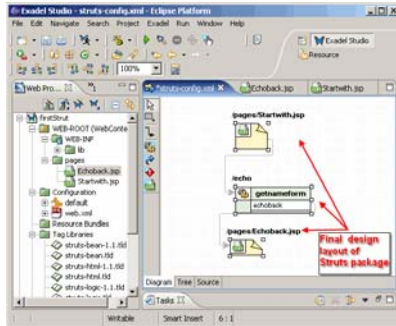 Exadel Studio - struts-config.xml - Eclipse Platform
File Edit Navigate Search Project Exadel Run Window Help
Exadel Studio
Resource
100%
Web Pro...
*struts-config.xml
Echoback.jsp
Startwith.jsp
firstStrut
WEB-ROOT (WebConte
WEB-INF
lib
pages
Echoback.jsp
Startwith.jsp
Configuration
default
web.xml
Resource Bundles
Tag Libraries
struts-bean-1.1.tld
struts-bean.tld
struts-html-1.1.tld
struts-html.tld
struts-logic-1.1.tld
/pages/Startwith.jsp
/echo
getnameform
echoback
/pages/Echoback.jsp
Final design
layout of
Struts package
Diagram Tree Source
Tasks
Writable Smart Insert 6 : 1